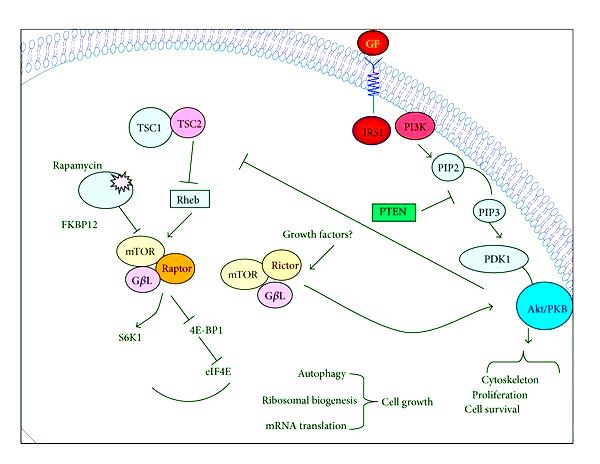 GF
IRS1
PI3K
TSC1
TSC2
PIP2
Rapamycin
Rheb
PTEN
PIP3
FKBP12
Growth factors?
mTOR
Raptor
GβL
mTOR
Rictor
GβL
PDK1
Akt/PKB
S6K1
4E-BP1
eIF4E
Autophagy
Ribosomal biogenesis
mRNA translation
Cell growth
Cytoskeleton
Proliferation
Cell survival